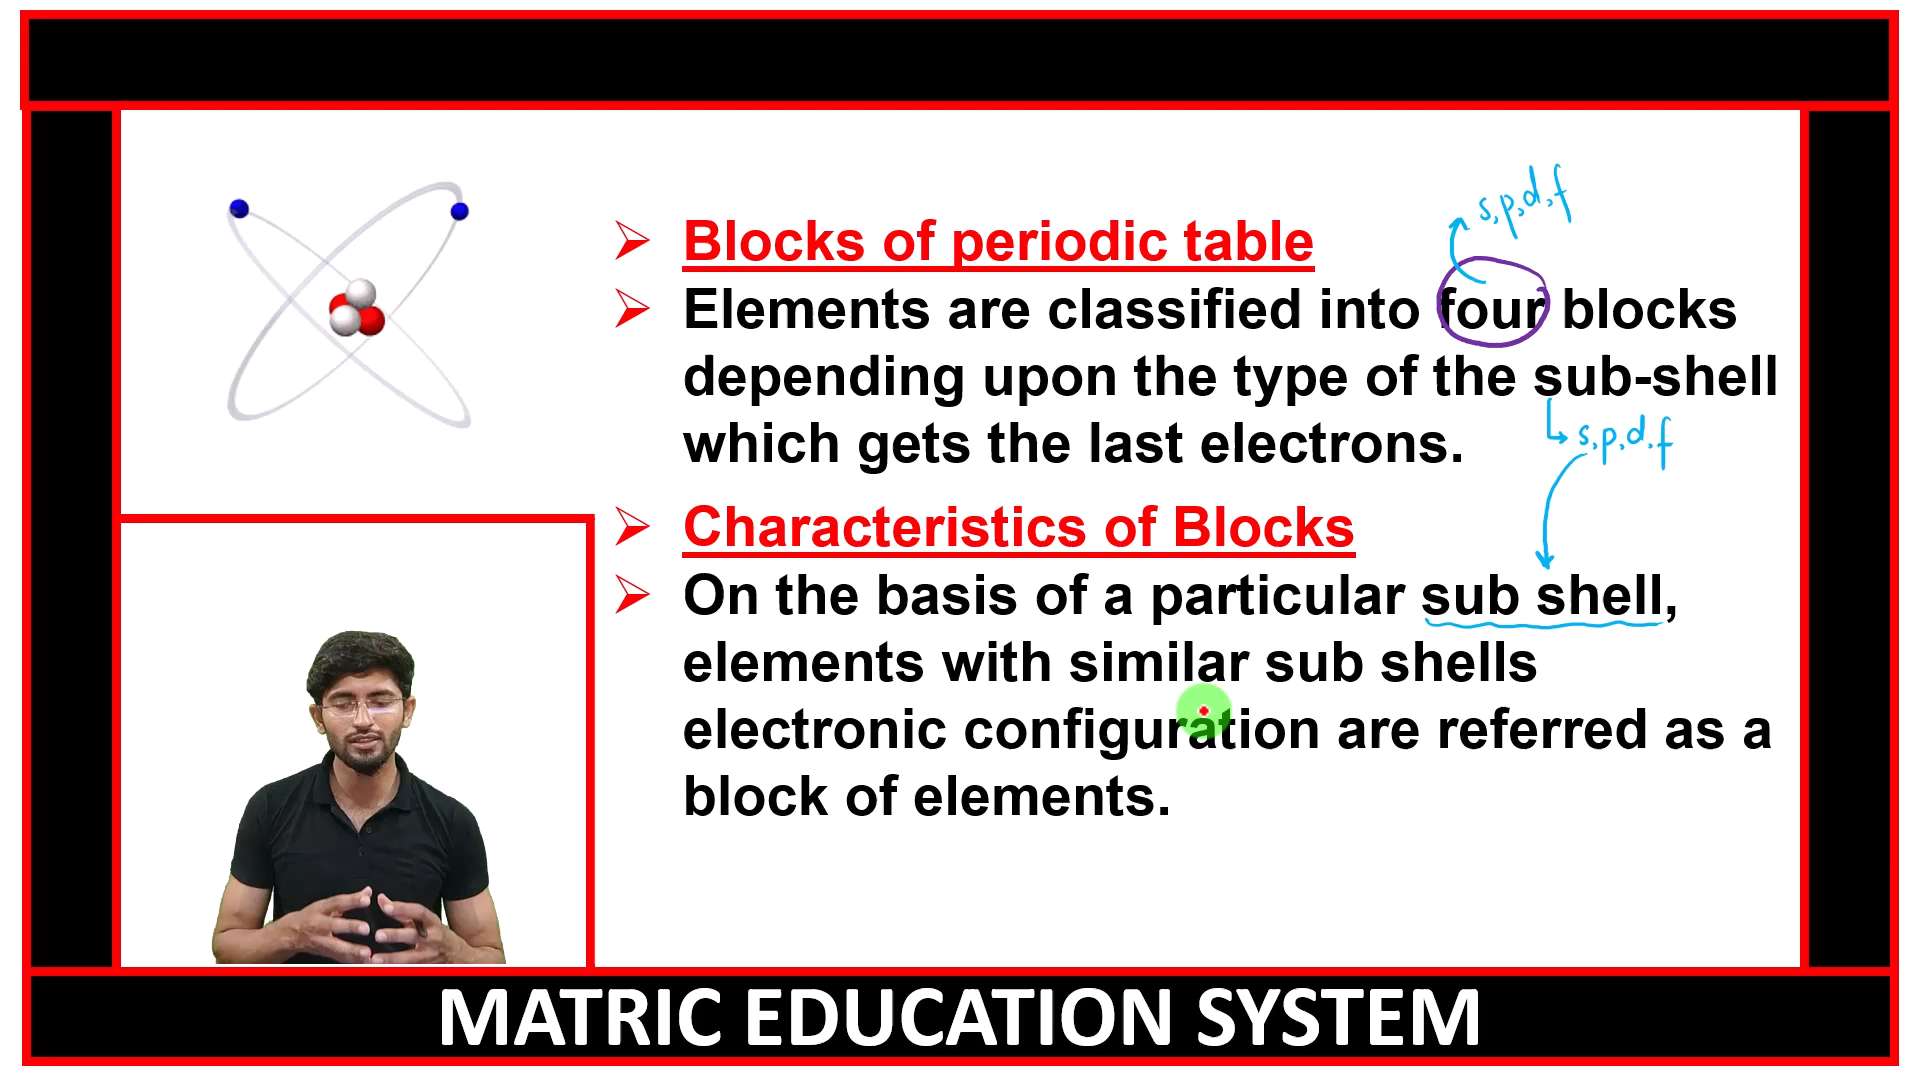 s,p,d,f
Blocks of periodic table
Elements are classified into four blocks
depending upon the type of the sub-shell
which gets the last electrons.
s,p,d,f
Characteristics of Blocks
On the basis of a particular sub shell,
elements with similar sub shells
electronic configuration are referred as a
block of elements.
MATRIC EDUCATION SYSTEM